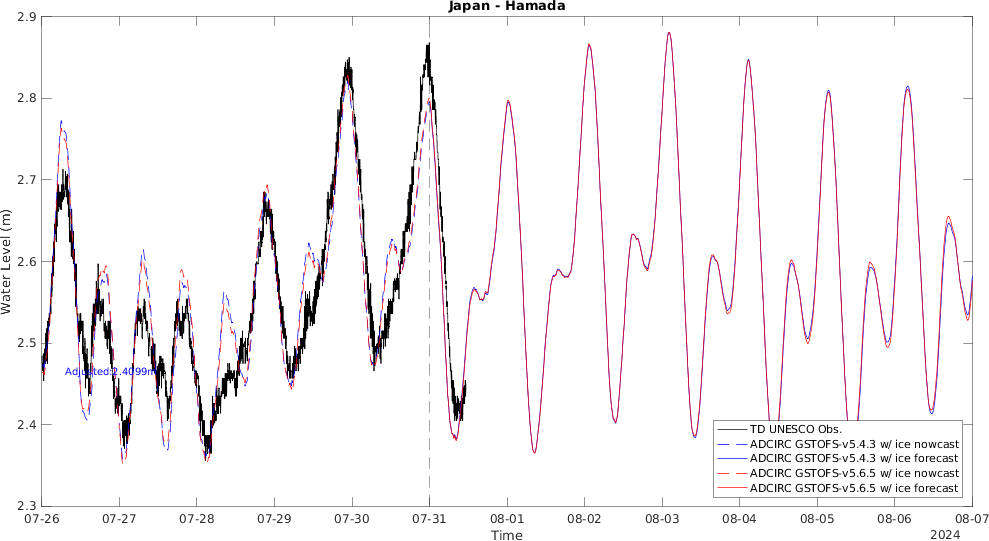 Japan - Hamada
Water Level (m)
2.9
2.8
2.7
2.6
2.5
2.4
2.3
Adjusted:2.4099m
TD UNESCO Obs.
ADCIRC GSTOFS-v5.4.3 w/ ice nowcast
ADCIRC GSTOFS-v5.4.3 w/ ice forecast
ADCIRC GSTOFS-v5.6.5 w/ ice nowcast
ADCIRC GSTOFS-v5.6.5 w/ ice forecast
07-26 07-27 07-28 07-29 07-30 07-31 08-01 08-02 08-03 08-04 08-05 08-06 08-07
Time 2024